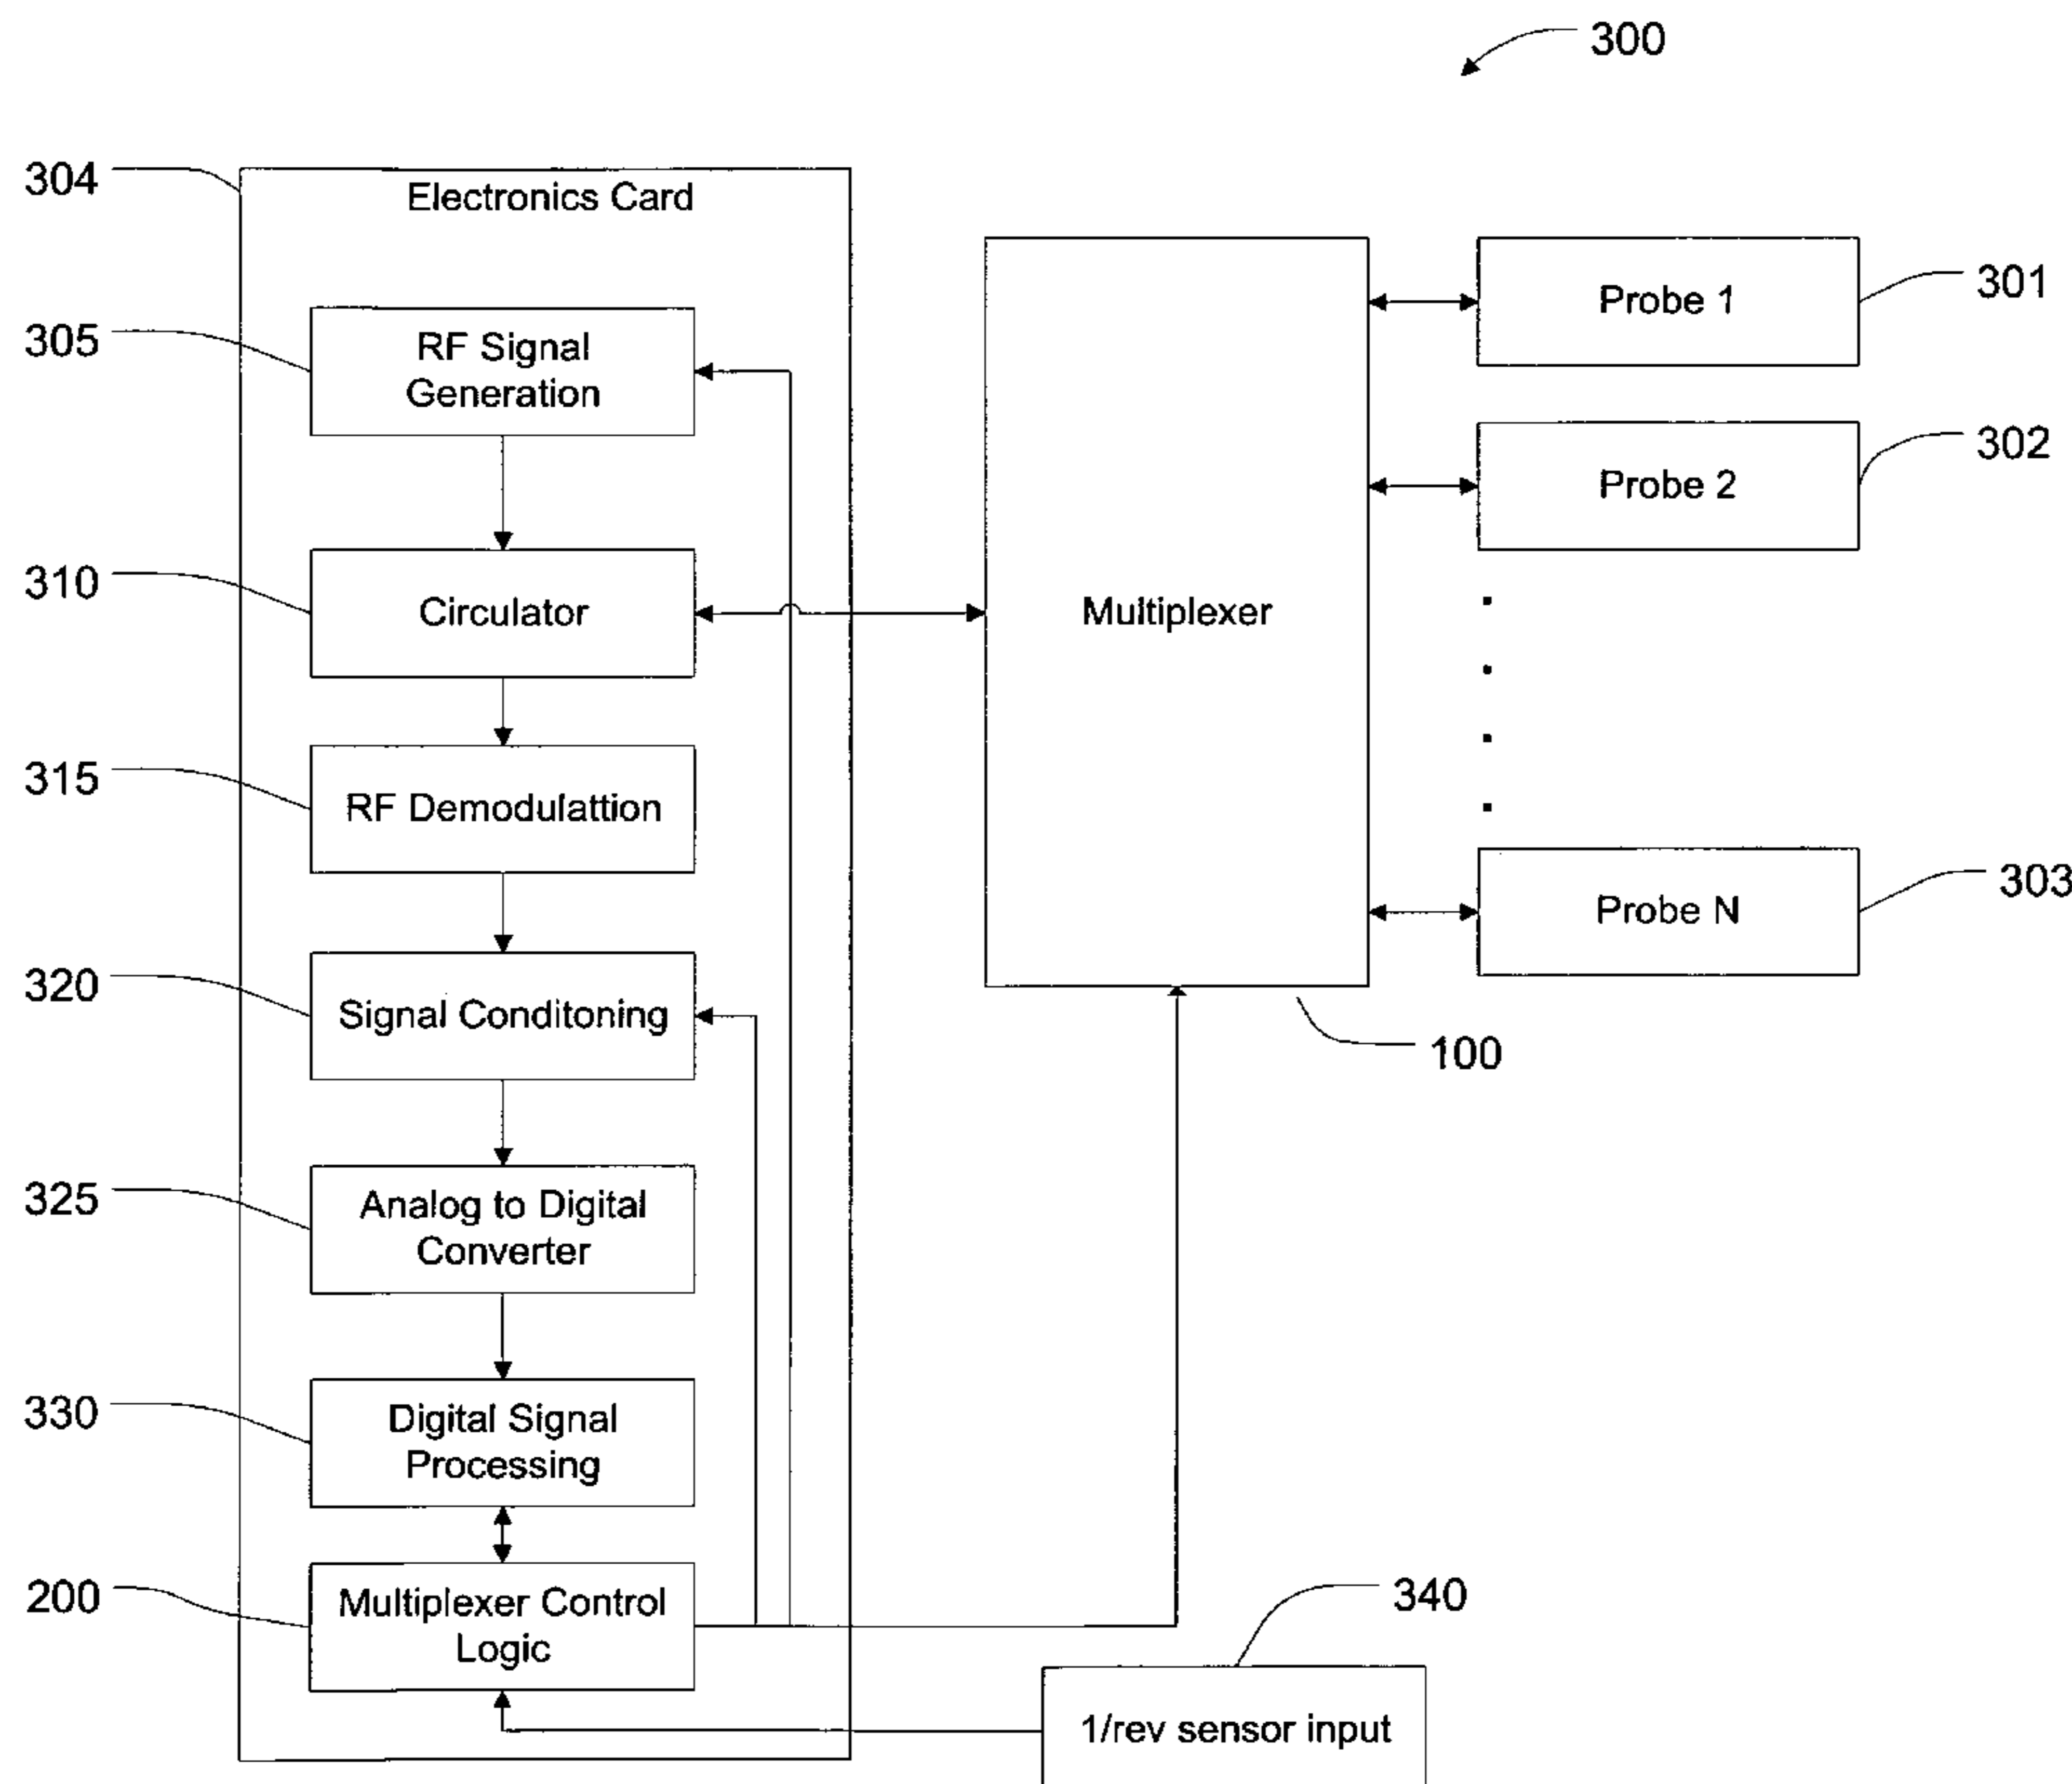 300
304
Electronics Card
305
RF Signal
Generation
Probe 1
301
Probe 2
302
310
Circulator
Multiplexer
315
RF Demodulattion
Probe N
303
320
Signal Conditoning
100
325
Analog to Digital
Converter
330
Digital Signal
Processing
200
Multiplexer Control
Logic
340
1/rev sensor input